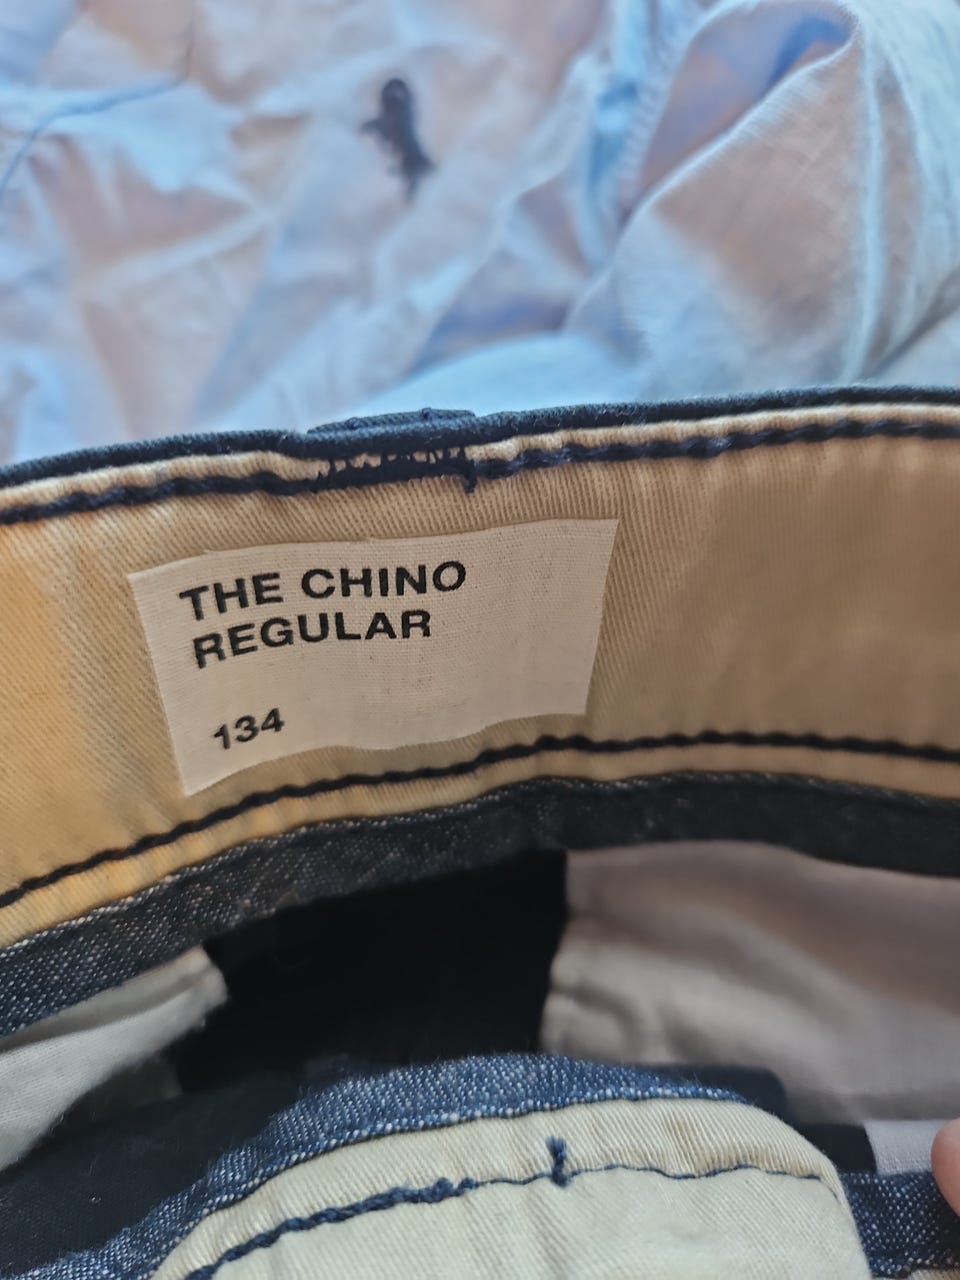 THE CHINO
REGULAR
134